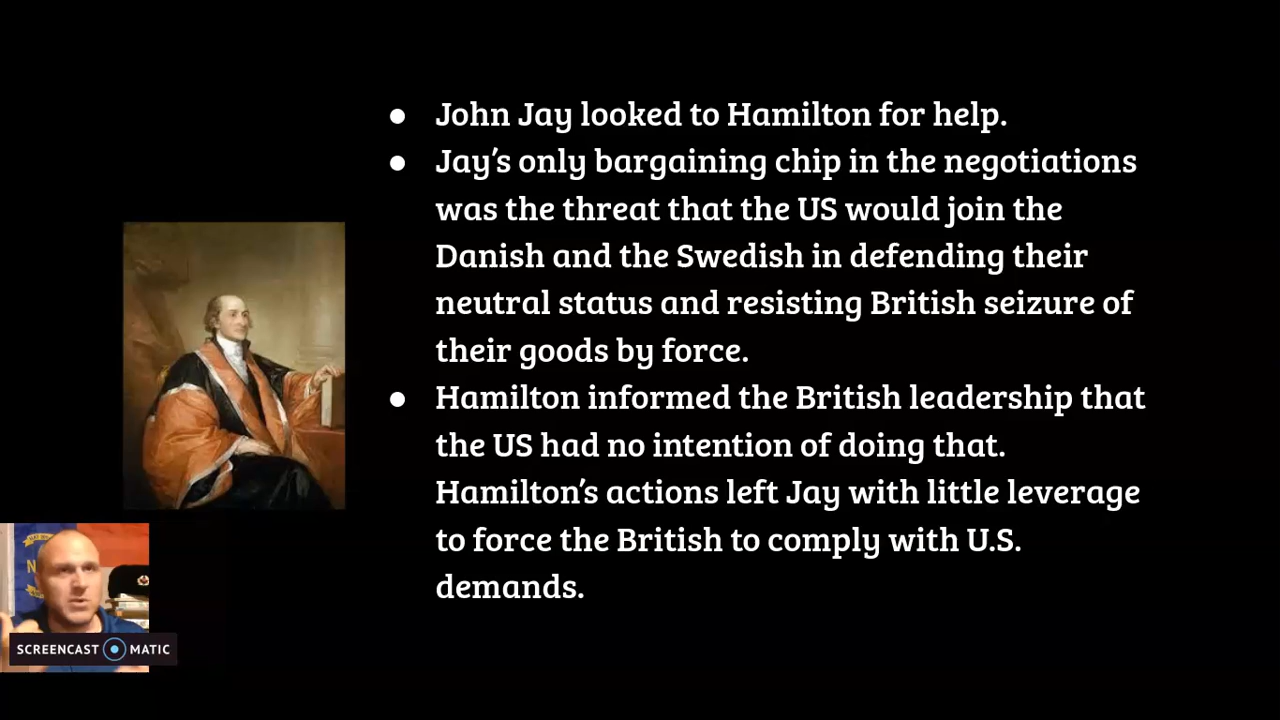 ● John Jay looked to Hamilton for help.
● Jay's only bargaining chip in the negotiations
was the threat that the US would join the
Danish and the Swedish in defending their
neutral status and resisting British seizure of
their goods by force.
● Hamilton informed the British leadership that
the US had no intention of doing that.
Hamilton's actions left Jay with little leverage
to force the British to comply with U.S.
demands.
N
SCREENCAST MATIC